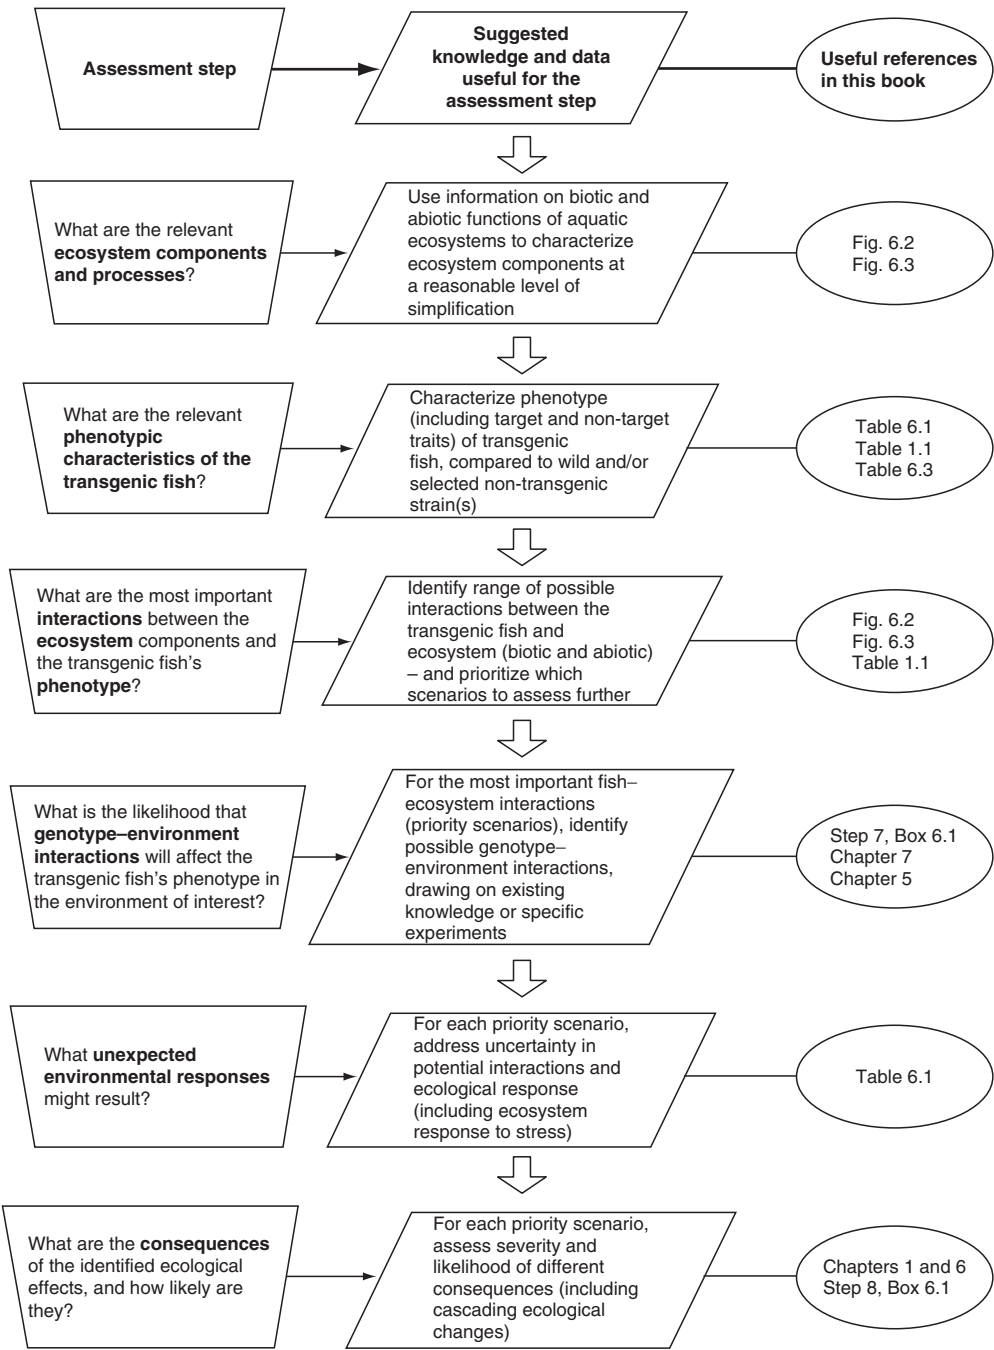 Assessment step
Suggested
knowledge and data
useful for the
assessment step
Useful references
in this book
What are the relevant
ecosystem components
and processes?
Use information on biotic and
abiotic functions of aquatic
ecosystems to characterize
ecosystem components at
a reasonable level of
simplification
Fig. 6.2
Fig. 6.3
What are the relevant
phenotypic
characteristics of the
transgenic fish?
Characterize phenotype
(including target and non-target
traits) of transgenic
fish, compared to wild and/or
selected non-transgenic
strain(s)
Table 6.1
Table 1.1
Table 6.3
What are the most important
interactions between the
ecosystem components and
the transgenic fish's
phenotype?
Identify range of possible
interactions between the
transgenic fish and
ecosystem (biotic and abiotic)
– and prioritize which
scenarios to assess further
Fig. 6.2
Fig. 6.3
Table 1.1
What is the likelihood that
genotype–environment
interactions will affect the
transgenic fish's phenotype in
the environment of interest?
For the most important fish–
ecosystem interactions
(priority scenarios), identify
possible genotype–
environment interactions,
drawing on existing
knowledge or specific
experiments
Step 7, Box 6.1
Chapter 7
Chapter 5
What unexpected
environmental responses
might result?
For each priority scenario,
address uncertainty in
potential interactions and
ecological response
(including ecosystem
response to stress)
Table 6.1
What are the consequences
of the identified ecological
effects, and how likely are
they?
For each priority scenario,
assess severity and
likelihood of different
consequences (including
cascading ecological
changes)
Chapters 1 and 6
Step 8, Box 6.1